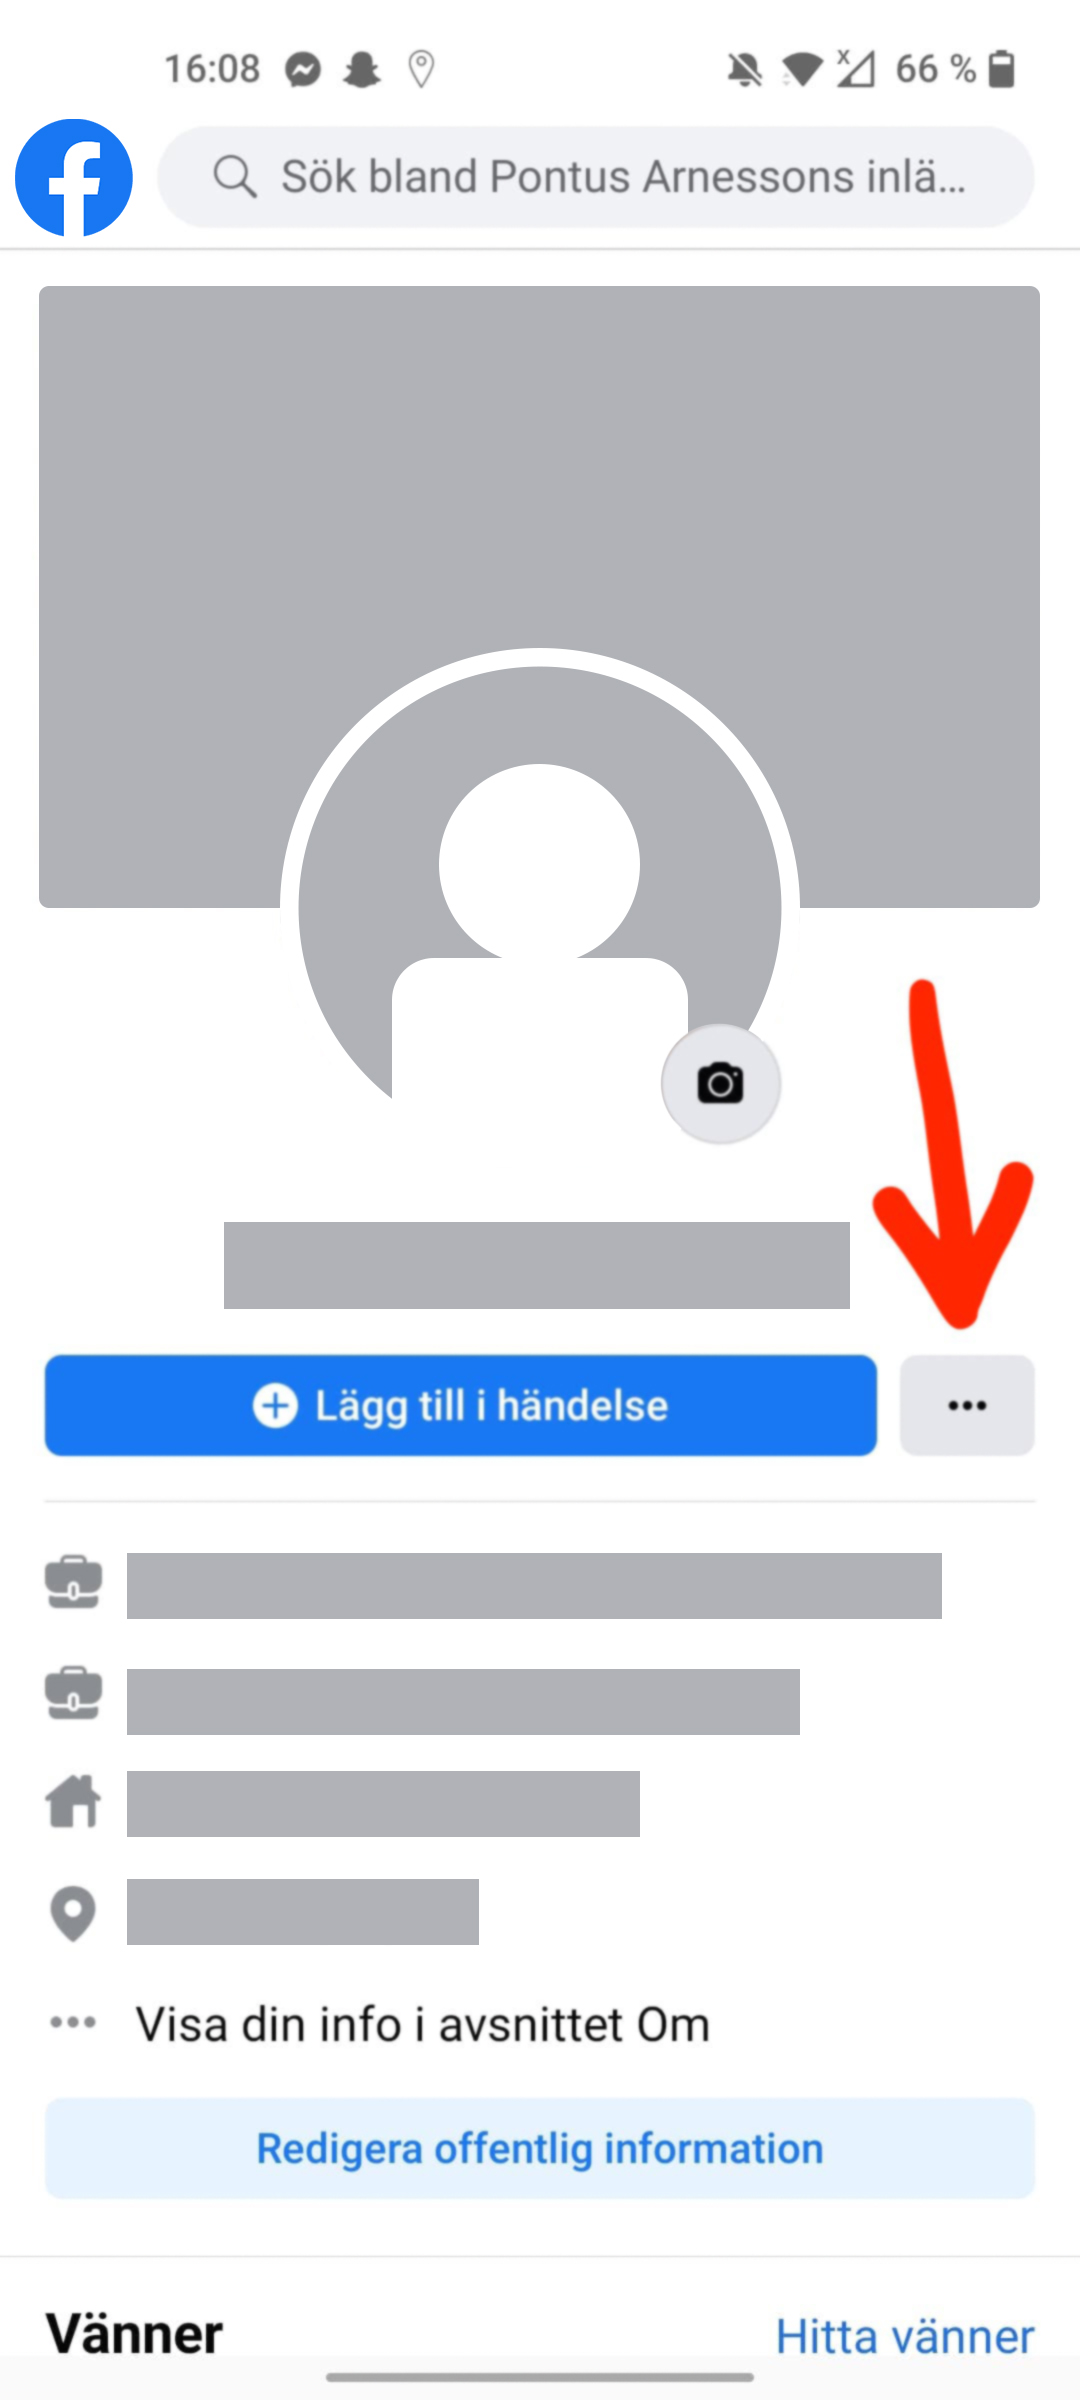 16:08
66 %
Sök bland Pontus Arnessons inlä...
Lägg till i händelse
Visa din info i avsnittet Om
Redigera offentlig information
Vänner
Hitta vänner